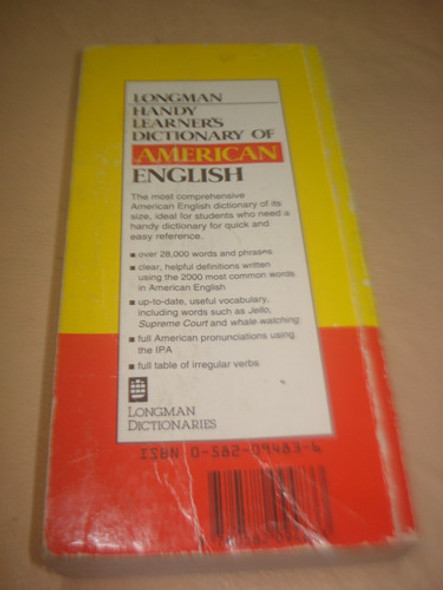 LONGMAN
HANDY
LEARNER'S
DICTIONARY OF
AMERICAN
ENGLISH
The most comprehensive
American English dictionary of its
size, ideal for students who need a
handy dictionary for quick and
easy reference.
■ over 28,000 words and phrases
■ clear, helpful definitions written
using the 2000 most common words
in American English
■ up-to-date, useful vocabulary,
including words such as Jello,
Supreme Court and whale-watching
■ full American pronunciations using
the IPA
■ full table of irregular verbs
LONGMAN
DICTIONARIES
ISBN 0-582-09483-6